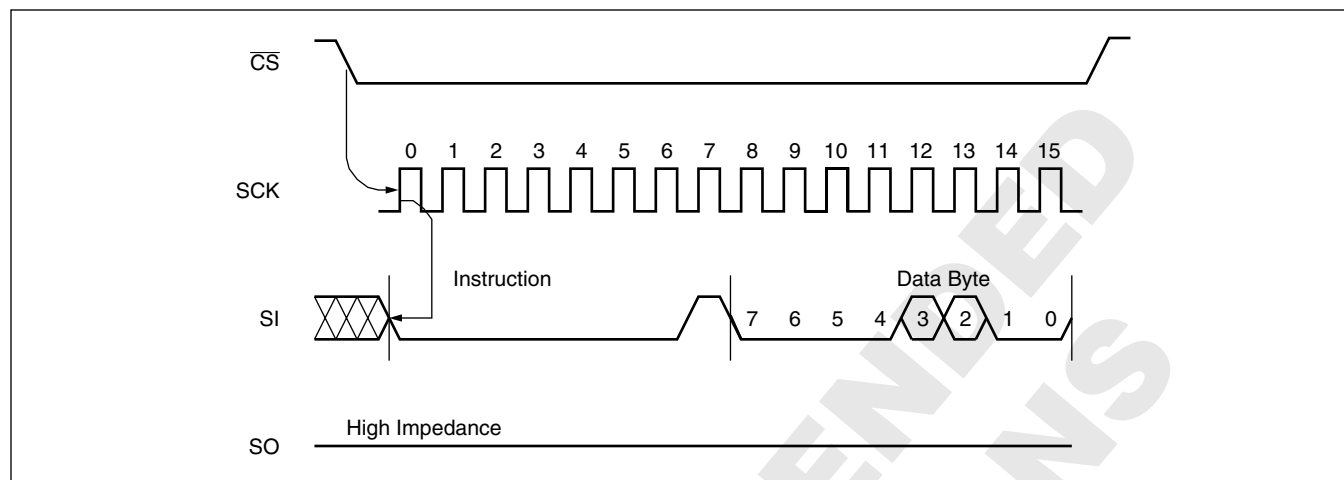 CS
0 1 2 3 4 5 6 7 8 9 10 11 12 13 14 15
SCK
Instruction Data Byte
SI 7 6 5 4 3 2 1 0
High Impedance
SO